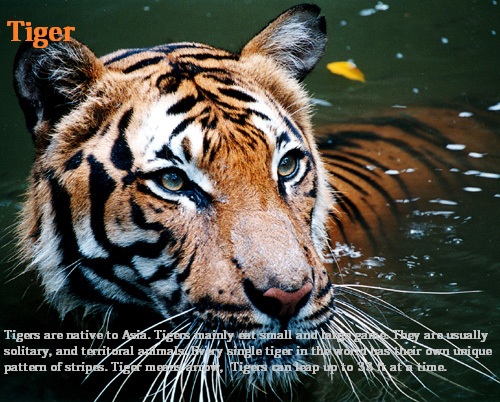 Tiger
Tigers are native to Asia. Tigers mainly eat small and large game. They are usually
solitary, and territoral animals. Every single tiger in the world has their own unique
pattern of stripes. Tiger means arrow, Tigers can leap up to 33 ft at a time.